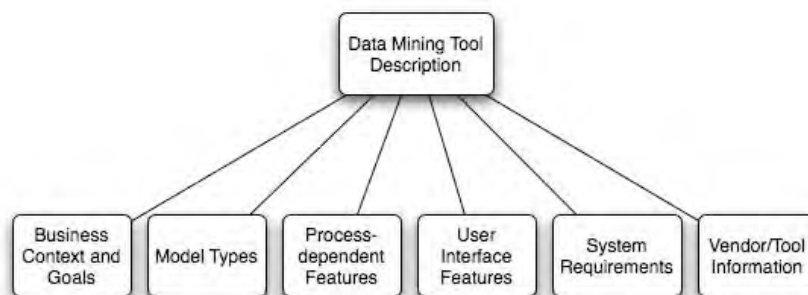 Data Mining Tool
Description
Business
Context and
Goals
Model Types
Process-
dependent
Features
User
Interface
Features
System
Requirements
Vendor/Tool
Information